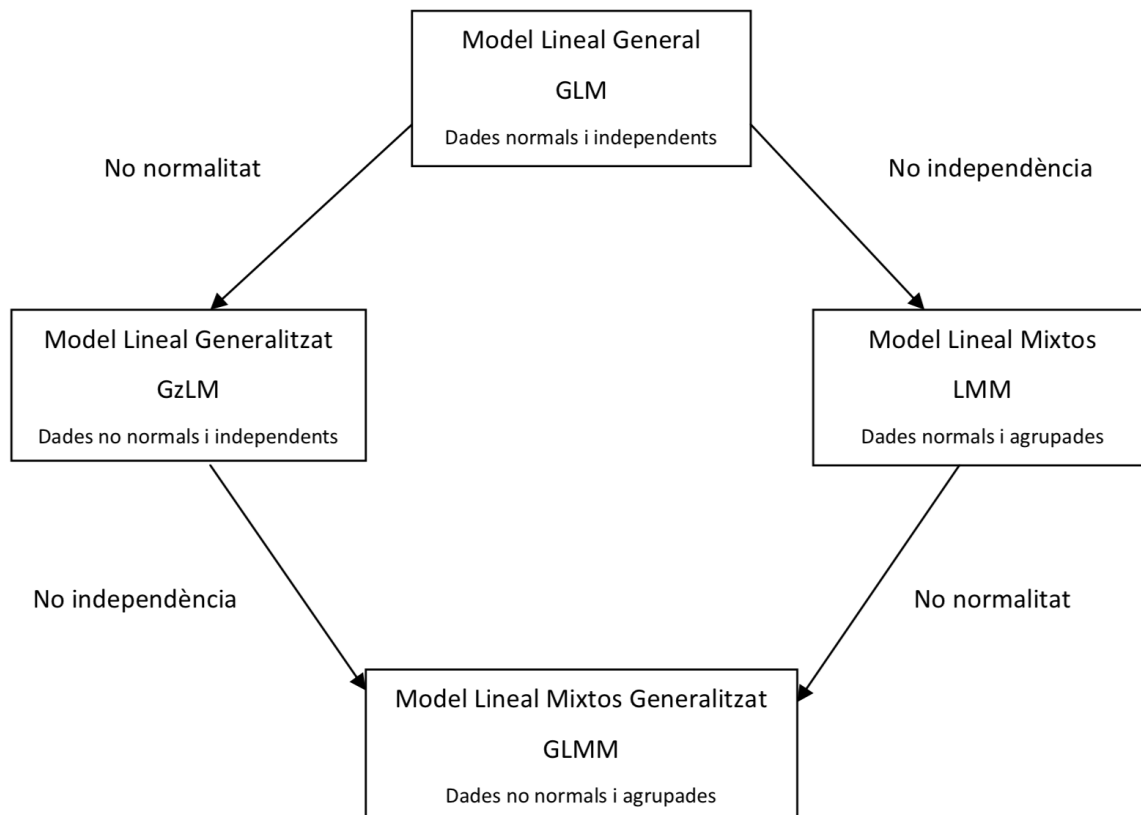 Model Lineal General
GLM
Dades normals i independents
No normalitat
No independència
Model Lineal Generalitzat
GzLM
Dades no normals i independents
Model Lineal Mixtos
LMM
Dades normals i agrupades
No independència
No normalitat
Model Lineal Mixtos Generalitzat
GLMM
Dades no normals i agrupades